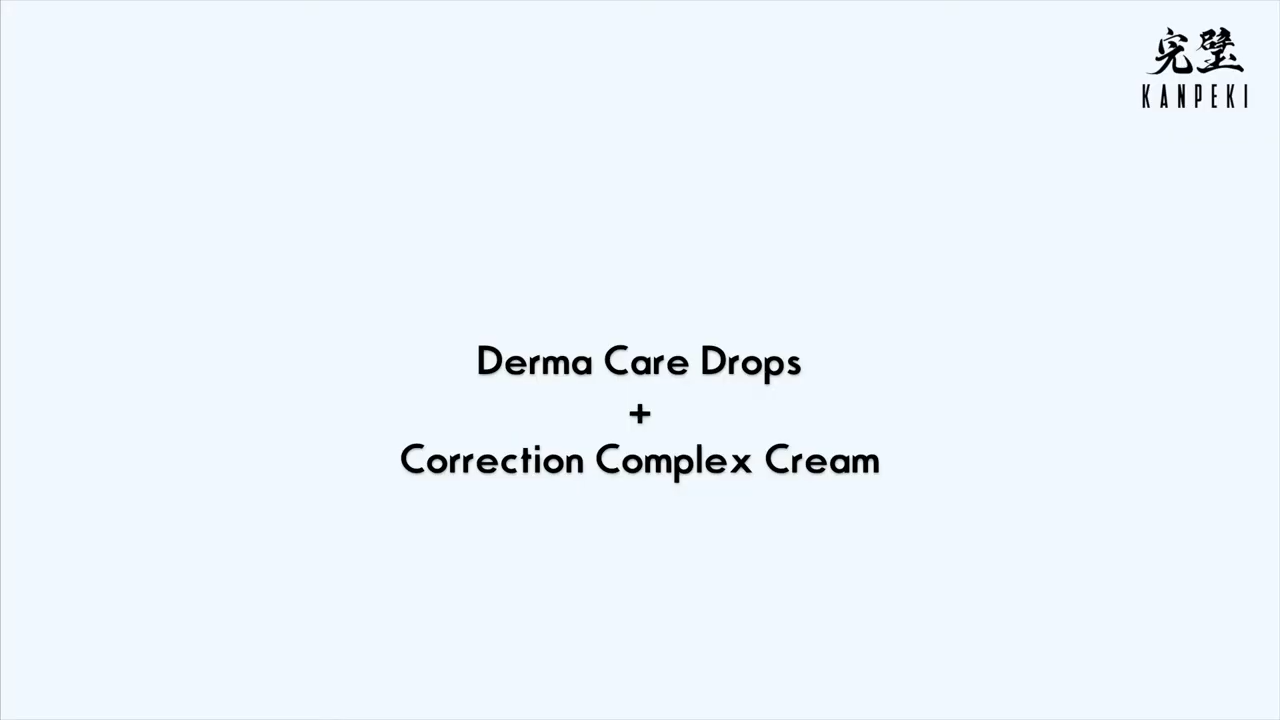 完璧
KANPEKI
Derma Care Drops
+
Correction Complex Cream